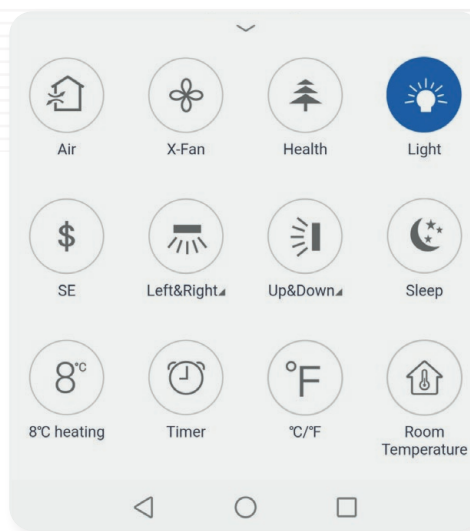 Air
X-Fan
Health
Light
$
SE
Left&Right
Up&Down
Sleep
8℃
8℃ heating
Timer
°F
℃/℉
Room
Temperature